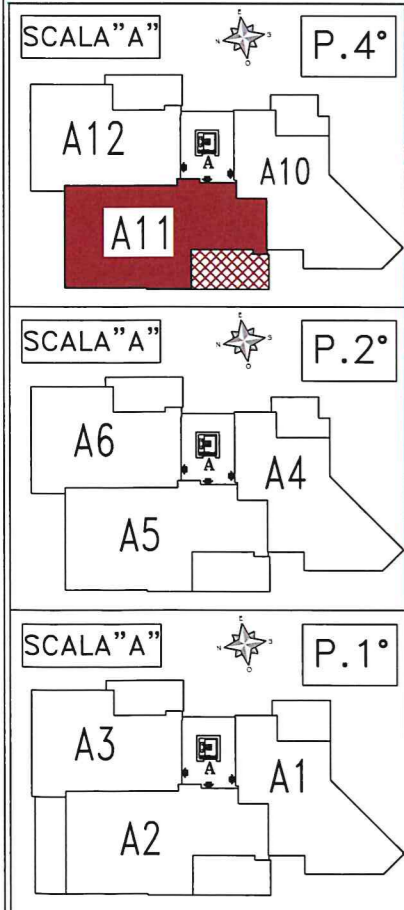 SCALA"A"
P.4°
E
N
S
O
A12
A
A10
A11
SCALA"A"
P.2°
E
N
S
O
A6
A
A4
A5
SCALA"A"
P.1°
E
N
S
O
A3
A
A1
A2